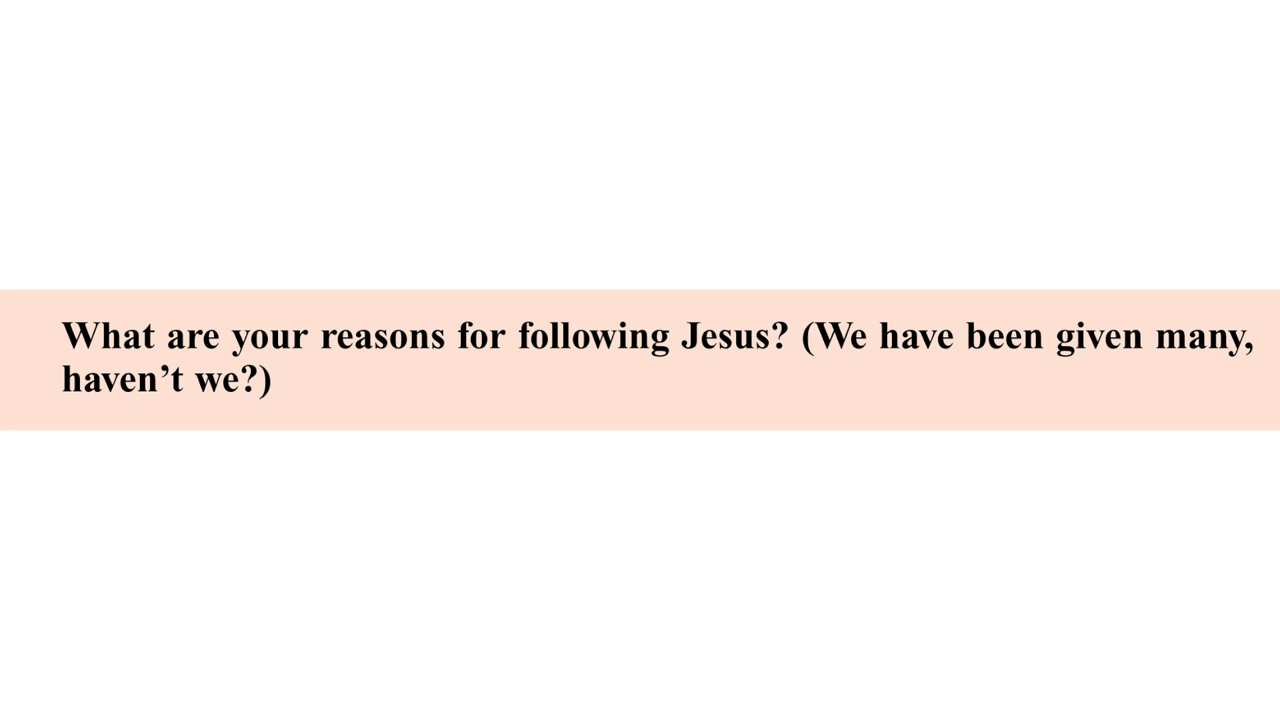 What are your reasons for following Jesus? (We have been given many,
haven’t we?)